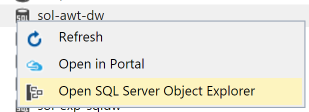 sol-awt-dw
Refresh
Open in Portal
Open SQL Server Object Explorer